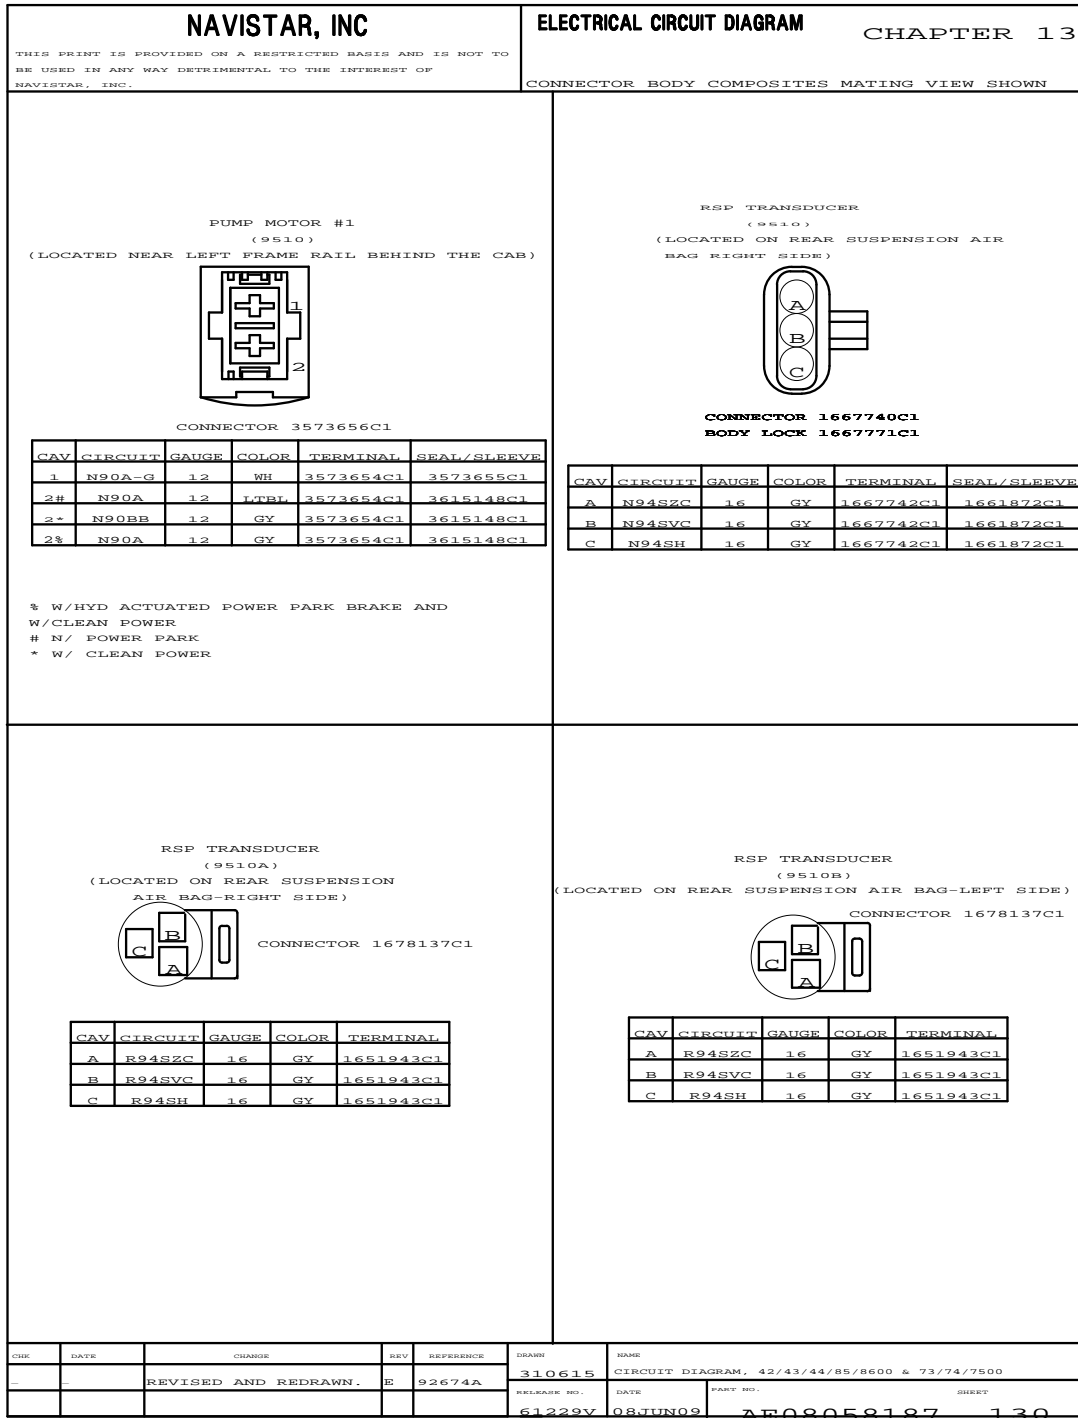 NAVISTAR, INC
THIS PRINT IS PROVIDED ON A RESTRICTED BASIS AND IS NOT TO
BE USED IN ANY WAY DETRIMENTAL TO THE INTEREST OF
NAVISTAR, INC.
ELECTRICAL CIRCUIT DIAGRAM
CHAPTER 13
CONNECTOR BODY COMPOSITES MATING VIEW SHOWN
PUMP MOTOR #1
(9510)
(LOCATED NEAR LEFT FRAME RAIL BEHIND THE CAB)
1
2
CONNECTOR 3573656C1
CAV CIRCUIT GAUGE COLOR TERMINAL SEAL/SLEEVE
1 N90A-G 12 WH 3573654C1 3573655C1
2# N90A 12 LTBL 3573654C1 3615148C1
2* N90BB 12 GY 3573654C1 3615148C1
2% N90A 12 GY 3573654C1 3615148C1
% W/HYD ACTUATED POWER PARK BRAKE AND
W/CLEAN POWER
# N/ POWER PARK
* W/ CLEAN POWER
RSP TRANSDUCER
(9510)
(LOCATED ON REAR SUSPENSION AIR
BAG RIGHT SIDE)
A
B
C
CONNECTOR 1667740C1
BODY LOCK 1667771C1
CAV CIRCUIT GAUGE COLOR TERMINAL SEAL/SLEEVE
A N94SZC 16 GY 1667742C1 1661872C1
B N94SVC 16 GY 1667742C1 1661872C1
C N94SH 16 GY 1667742C1 1661872C1
RSP TRANSDUCER
(9510A)
(LOCATED ON REAR SUSPENSION
AIR BAG-RIGHT SIDE)
B
C
A
CONNECTOR 1678137C1
CAV CIRCUIT GAUGE COLOR TERMINAL
A R94SZC 16 GY 1651943C1
B R94SVC 16 GY 1651943C1
C R94SH 16 GY 1651943C1
RSP TRANSDUCER
(9510B)
(LOCATED ON REAR SUSPENSION AIR BAG-LEFT SIDE)
CONNECTOR 1678137C1
B
C
A
CAV CIRCUIT GAUGE COLOR TERMINAL
A R94SZC 16 GY 1651943C1
B R94SVC 16 GY 1651943C1
C R94SH 16 GY 1651943C1
CHK DATE CHANGE REV REFERENCE
- - REVISED AND REDRAWN. E 92674A
DRAWN
310615
NAME
CIRCUIT DIAGRAM, 42/43/44/85/8600 & 73/74/7500
RELEASE NO.
61229V
DATE
08JUN09
PART NO.
AE08058187
SHEET
130